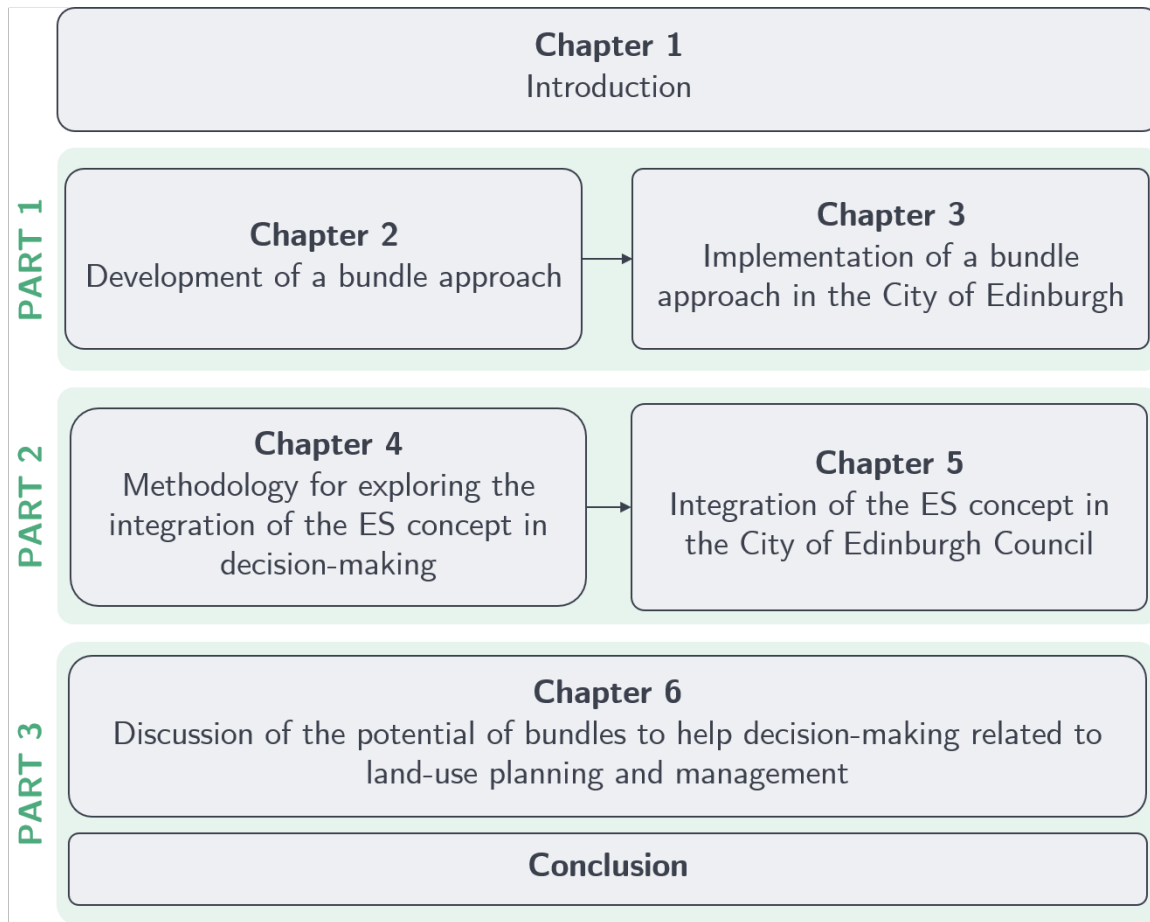 Chapter 1
Introduction
PART 1
Chapter 2
Development of a bundle approach
Chapter 3
Implementation of a bundle
approach in the City of Edinburgh
PART 2
Chapter 4
Methodology for exploring the
integration of the ES concept in
decision-making
Chapter 5
Integration of the ES concept in
the City of Edinburgh Council
PART 3
Chapter 6
Discussion of the potential of bundles to help decision-making related to
land-use planning and management
Conclusion